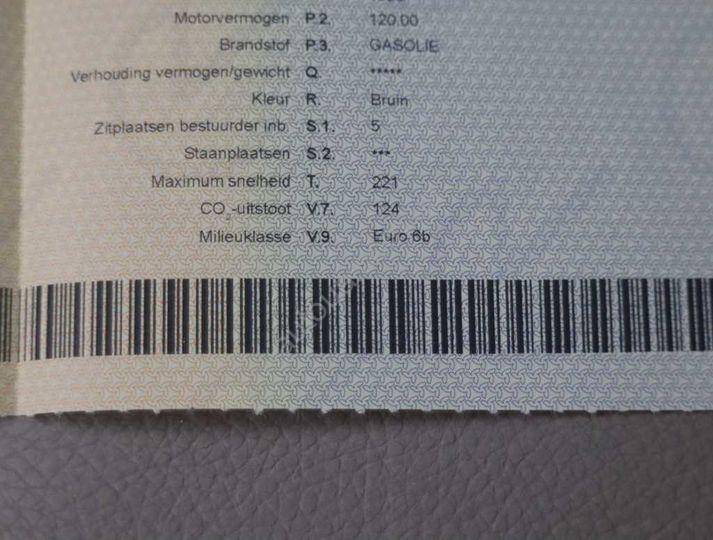 Motorvermogen P.2. 120.00
Brandstof P.3. GASOLIE
Verhouding vermogen/gewicht Q. *****
Kleur R. Bruin
Zitplaatsen bestuurder inb. S.1. 5
Staanplaatsen S.2. ***
Maximum snelheid T. 221
CO₂-uitstoot V.7. 124
Milieuklasse V.9. Euro 6b